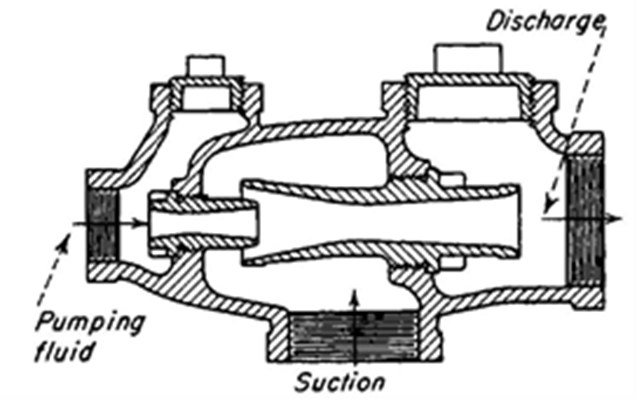 Discharge
Pumping
fluid
Suction